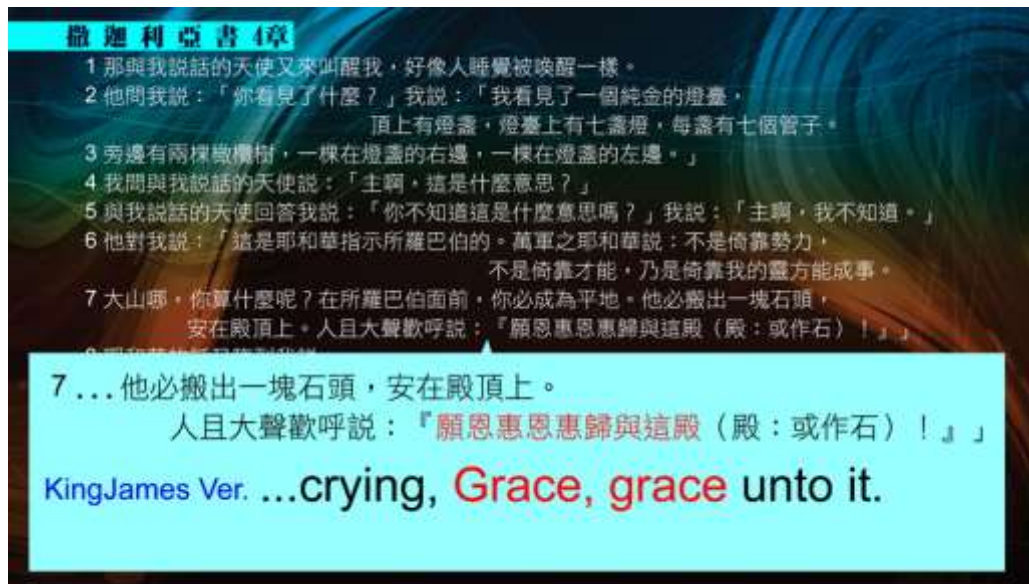 撒迦利亞書 4章
1 那與我說話的天使又來叫醒我，好像人睡覺被喚醒一樣。
2 他問我說：「你看見了什麼？」我說：「我看見了一個純金的燈臺，
頂上有燈盞，燈臺上有七盞燈，每盞有七個管子。
3 旁邊有兩棵橄欖樹，一棵在燈盞的右邊，一棵在燈盞的左邊。」
4 我問與我說話的天使說：「主啊，這是什麼意思？」
5 與我說話的天使回答我說：「你不知道這是什麼意思嗎？」我說：「主啊，我不知道。」
6 他對我說：「這是耶和華指示所羅巴伯的。萬軍之耶和華說：不是倚靠勢力，
不是倚靠才能，乃是倚靠我的靈方能成事。
7 大山哪，你算什麼呢？在所羅巴伯面前，你必成為平地。他必搬出一塊石頭，
安在殿頂上。人且大聲歡呼說：『願恩惠恩惠歸與這殿（殿：或作石）！』」
7 ... 他必搬出一塊石頭，安在殿頂上。
人且大聲歡呼說：『願恩惠恩惠歸與這殿（殿：或作石）！』」
KingJames Ver. ...crying, Grace, grace unto it.